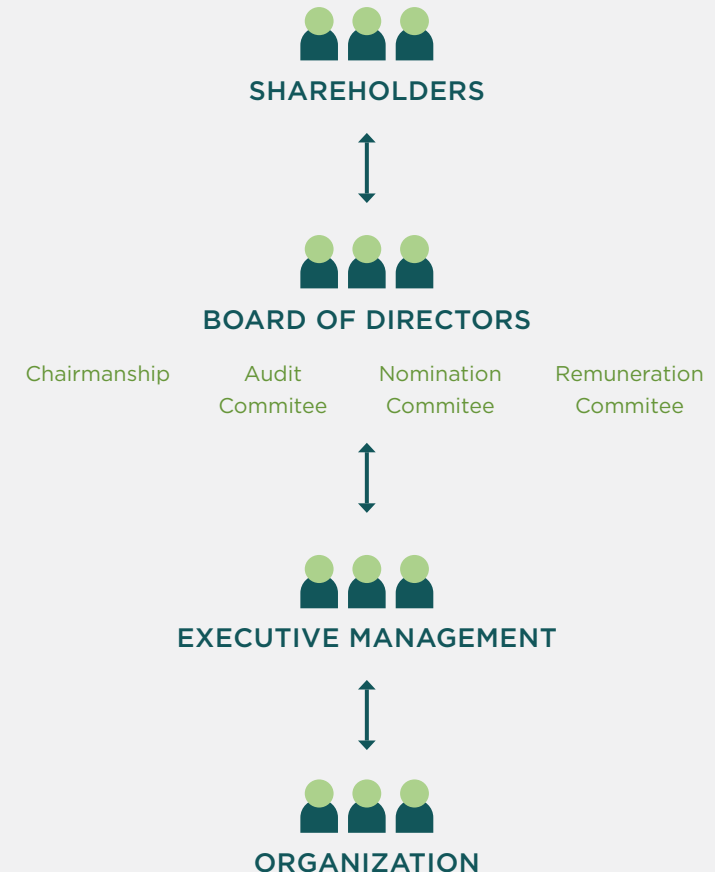 SHAREHOLDERS
BOARD OF DIRECTORS
Chairmanship Audit Nomination Remuneration
Commitee Commitee Commitee
EXECUTIVE MANAGEMENT
ORGANIZATION